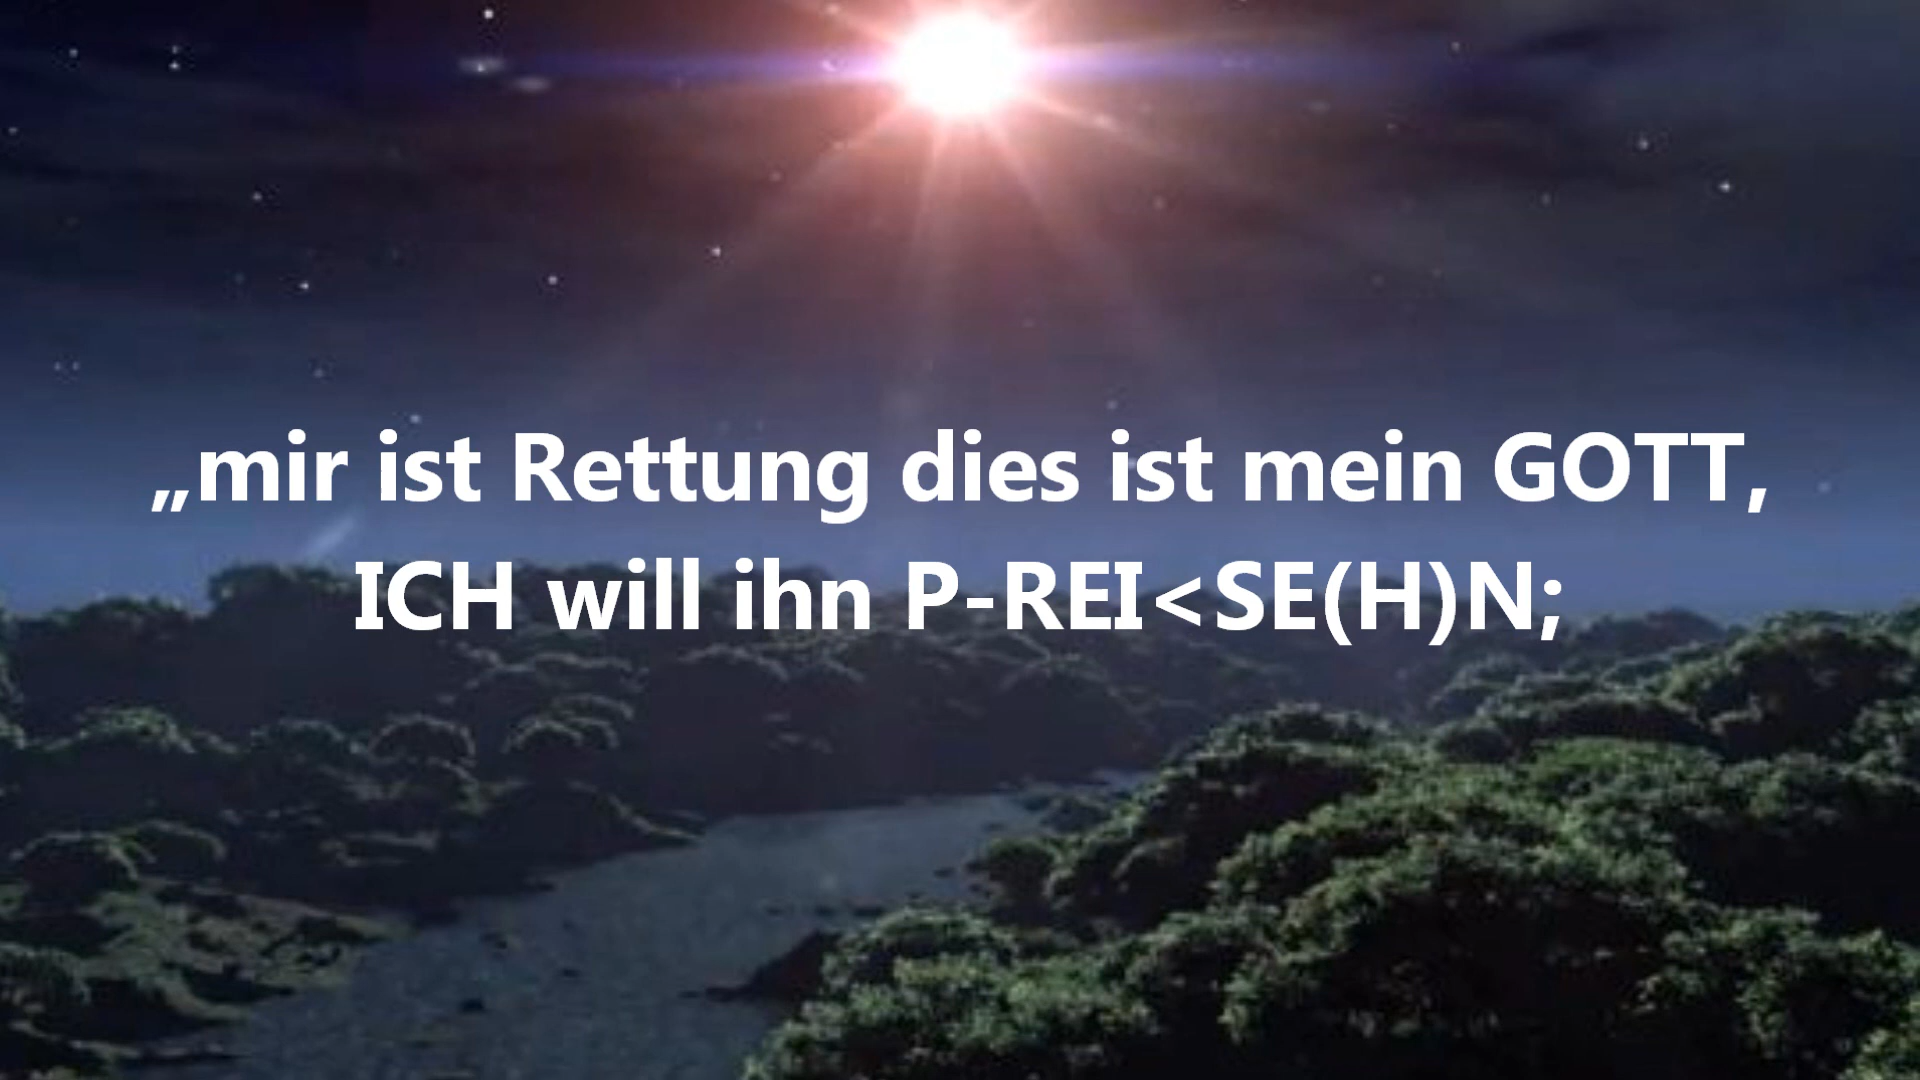 „mir ist Rettung dies ist mein GOTT,
ICH will ihn P-REI<SE(H)N;